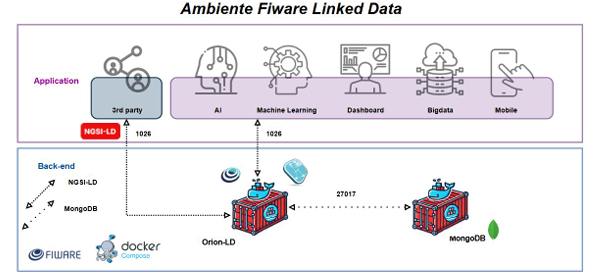 Ambiente Fiware Linked Data
Application
3rd party
AI
Machine Learning
Dashboard
Bigdata
Mobile
NGSI-LD
1026
1026
Back-end
NGSI-LD
MongoDB
27017
Orion-LD
MongoDB
FIWARE
docker
Compose